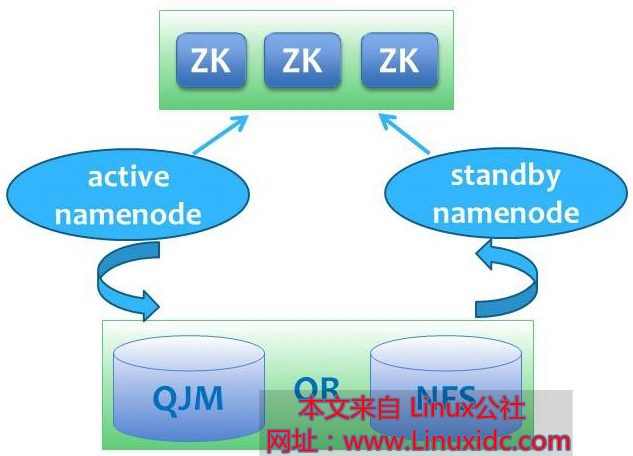 ZK ZK ZK
active
namenode
standby
namenode
QJM OR NFS
本文来自 Linux公社
网址：www.Linuxidc.com